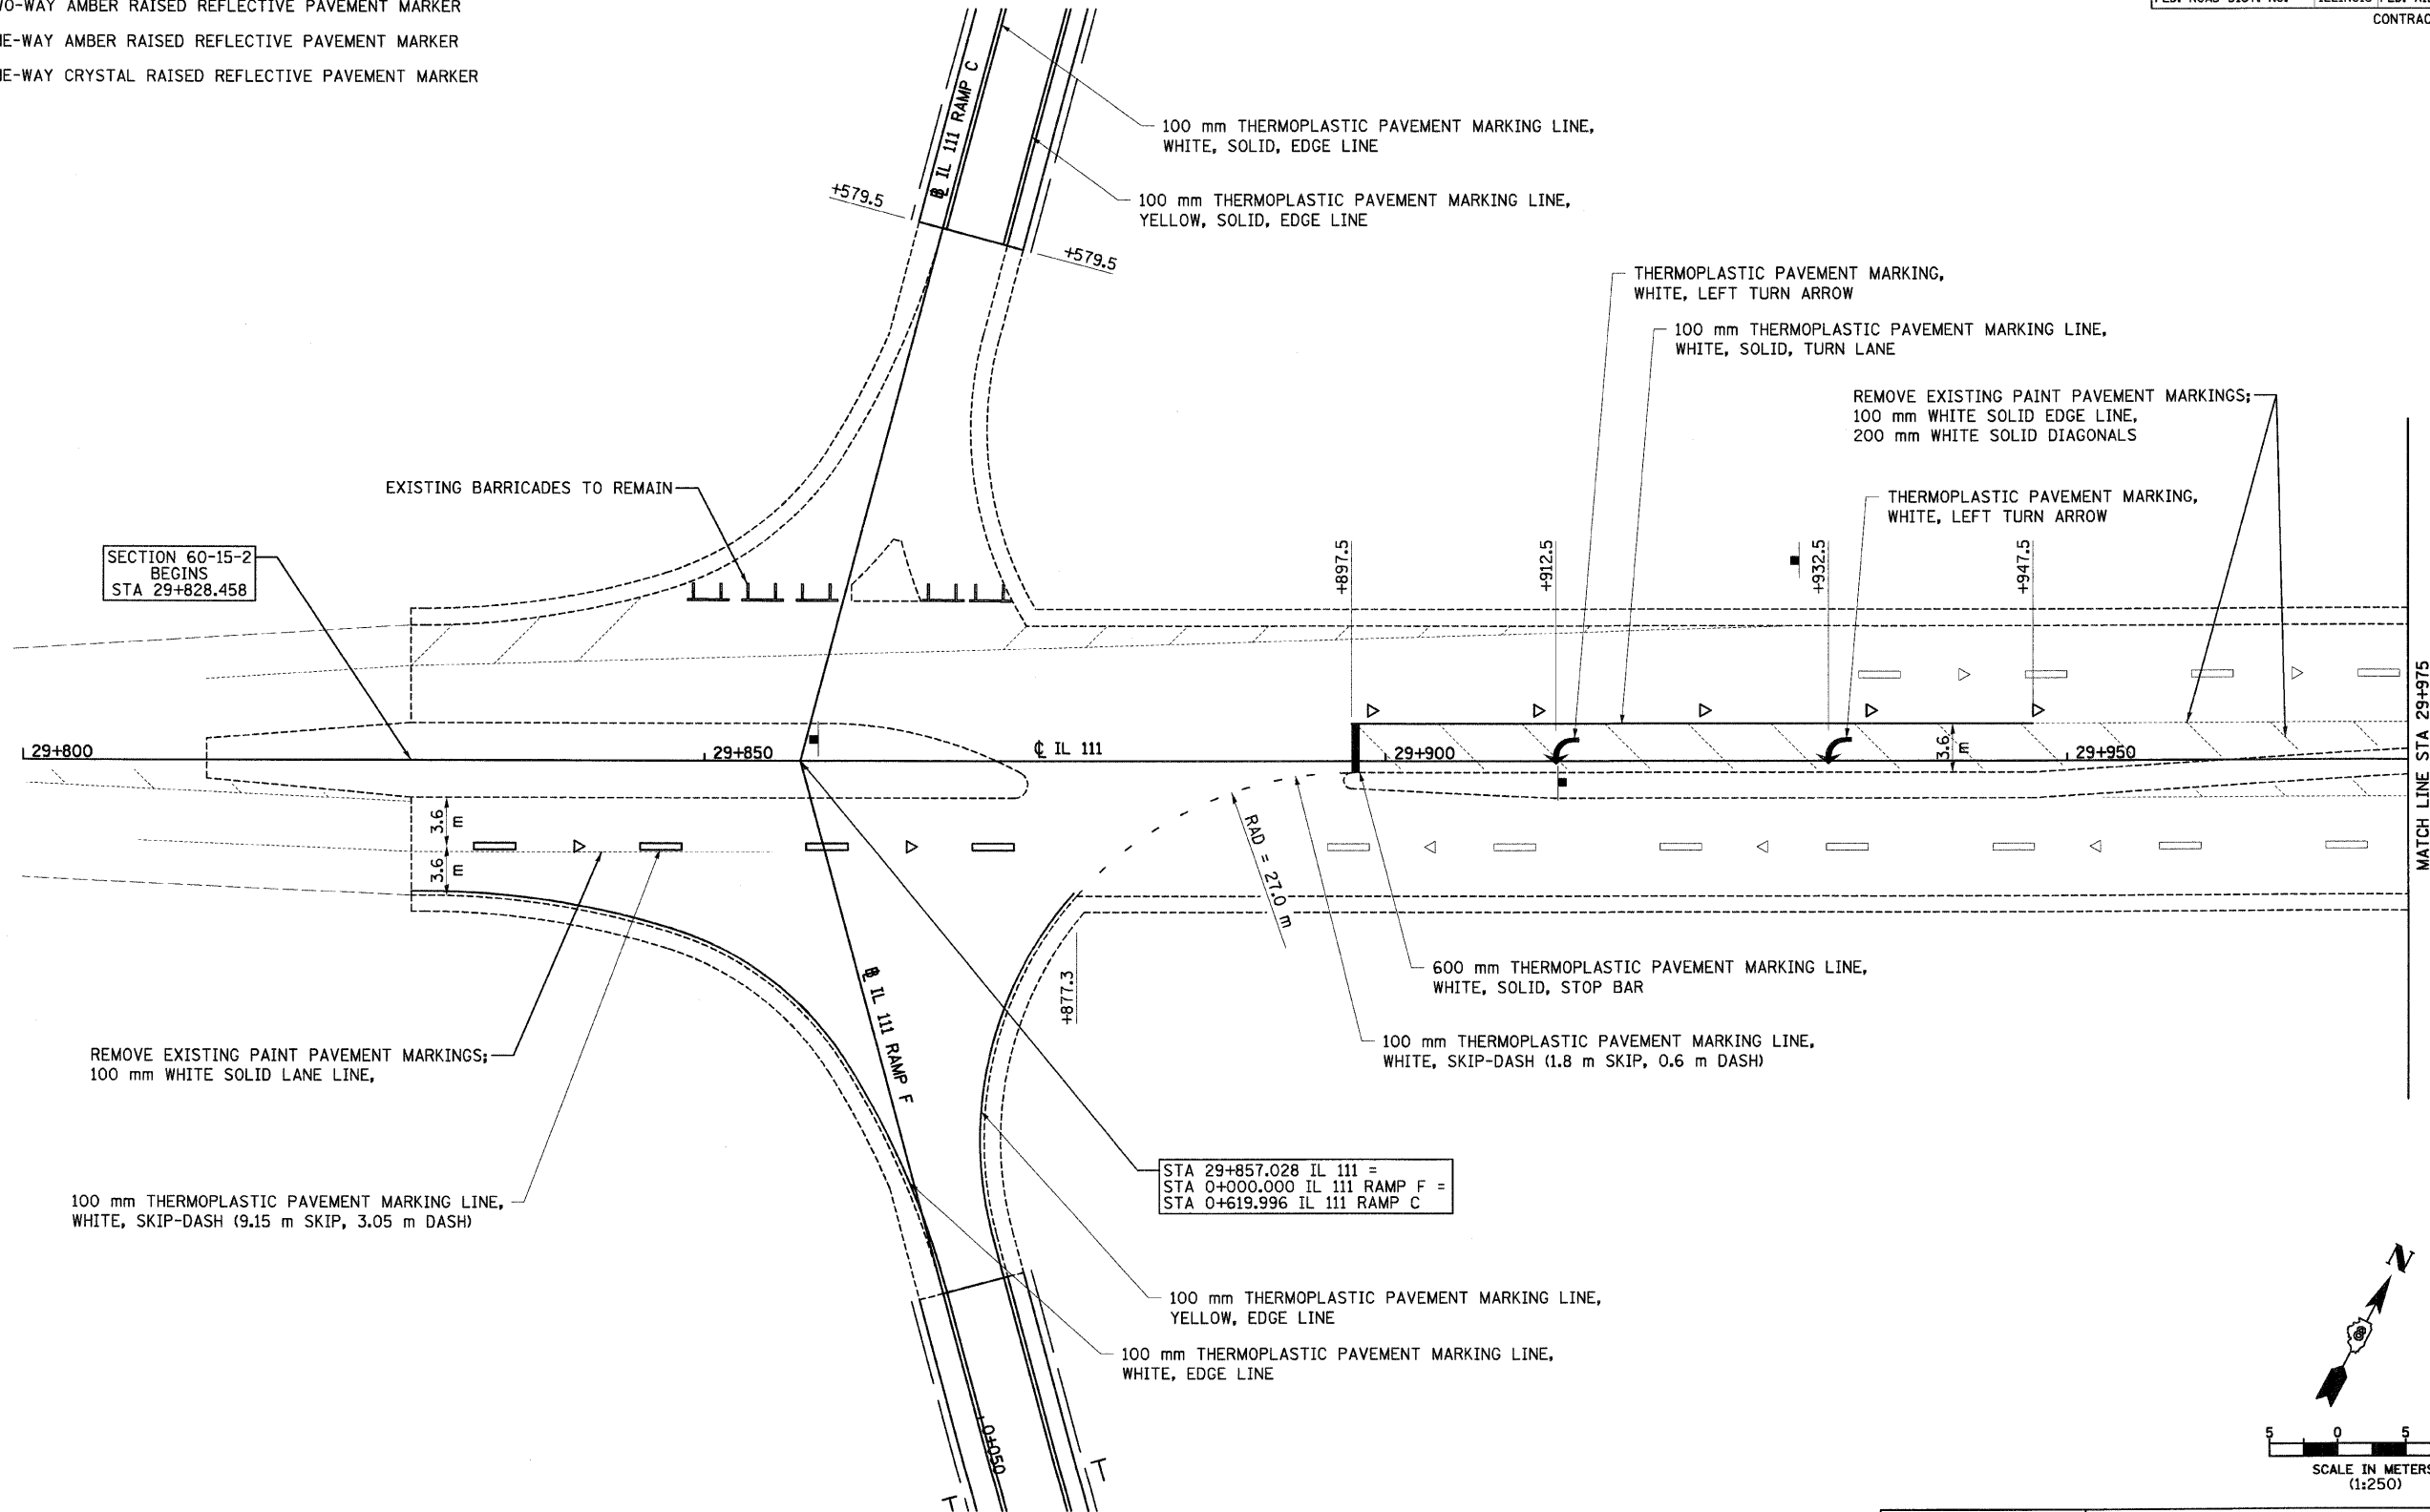 WO-WAY AMBER RAISED REFLECTIVE PAVEMENT MARKER
NE-WAY AMBER RAISED REFLECTIVE PAVEMENT MARKER
NE-WAY CRYSTAL RAISED REFLECTIVE PAVEMENT MARKER
ILLINOIS
CONTRAC
IL 111 RAMP C
100 mm THERMOPLASTIC PAVEMENT MARKING LINE,
WHITE, SOLID, EDGE LINE
100 mm THERMOPLASTIC PAVEMENT MARKING LINE,
YELLOW, SOLID, EDGE LINE
+579.5
+579.5
THERMOPLASTIC PAVEMENT MARKING,
WHITE, LEFT TURN ARROW
100 mm THERMOPLASTIC PAVEMENT MARKING LINE,
WHITE, SOLID, TURN LANE
REMOVE EXISTING PAINT PAVEMENT MARKINGS;
100 mm WHITE SOLID EDGE LINE,
200 mm WHITE SOLID DIAGONALS
EXISTING BARRICADES TO REMAIN
THERMOPLASTIC PAVEMENT MARKING,
WHITE, LEFT TURN ARROW
SECTION 60-15-2
BEGINS
STA 29+828.458
+897.5
+912.5
+932.5
+947.5
MATCH LINE STA 29+975
29+800
29+850
℄ IL 111
29+900
3.6 m
29+950
3.6 m
3.6 m
RAD = 27.0 m
+877.3
IL 111 RAMP F
600 mm THERMOPLASTIC PAVEMENT MARKING LINE,
WHITE, SOLID, STOP BAR
100 mm THERMOPLASTIC PAVEMENT MARKING LINE,
WHITE, SKIP-DASH (1.8 m SKIP, 0.6 m DASH)
REMOVE EXISTING PAINT PAVEMENT MARKINGS;
100 mm WHITE SOLID LANE LINE,
STA 29+857.028 IL 111 =
STA 0+000.000 IL 111 RAMP F =
STA 0+619.996 IL 111 RAMP C
100 mm THERMOPLASTIC PAVEMENT MARKING LINE,
WHITE, SKIP-DASH (9.15 m SKIP, 3.05 m DASH)
100 mm THERMOPLASTIC PAVEMENT MARKING LINE,
YELLOW, EDGE LINE
100 mm THERMOPLASTIC PAVEMENT MARKING LINE,
WHITE, EDGE LINE
0+050
N
5 0 5
SCALE IN METERS
(1:250)